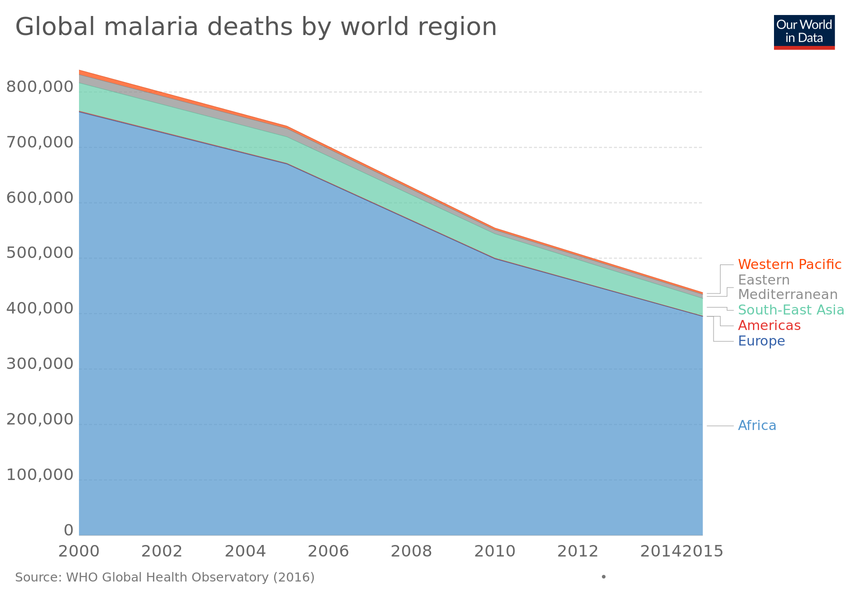 Global malaria deaths by world region
Our World
in Data
800,000
700,000
600,000
500,000
400,000
300,000
200,000
100,000
0
2000 2002 2004 2006 2008 2010 2012 2014 2015
Western Pacific
Eastern
Mediterranean
South-East Asia
Americas
Europe
Africa
Source: WHO Global Health Observatory (2016)